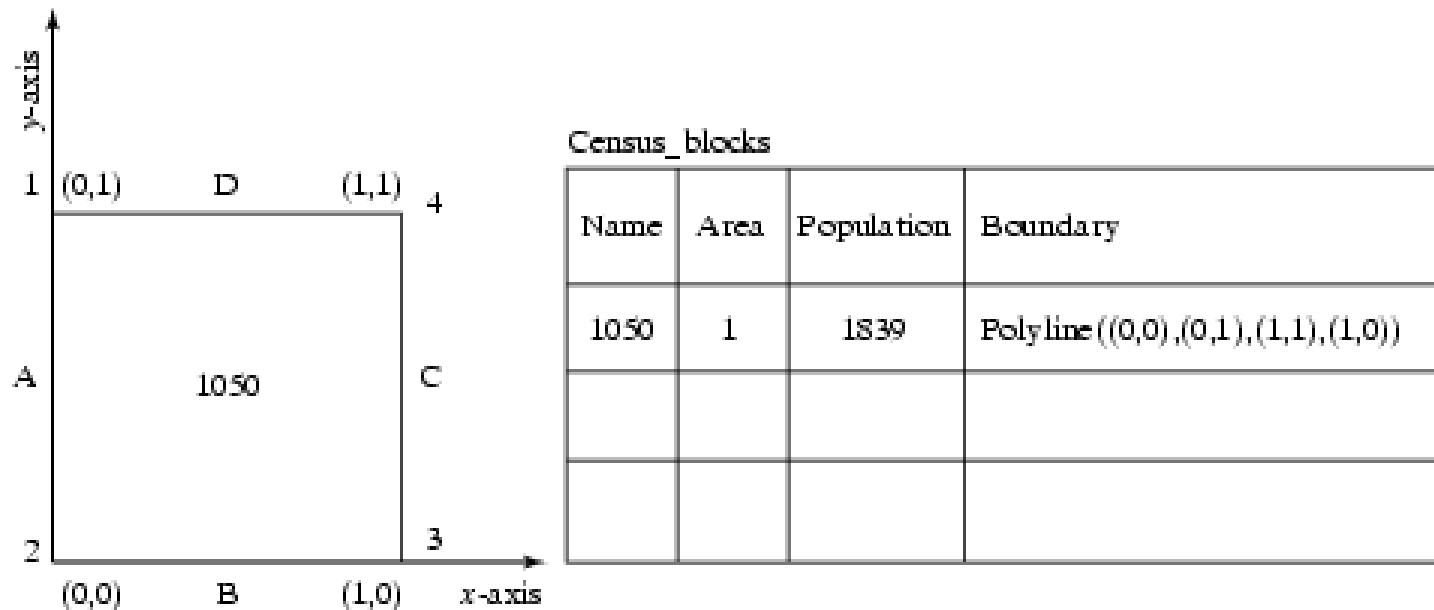 y-axis
1 (0,1) D (1,1) 4
A 1050 C
2 3
(0,0) B (1,0) x-axis
Census_blocks
Name Area Population Boundary
1050 1 1839 Polyline((0,0),(0,1),(1,1),(1,0))